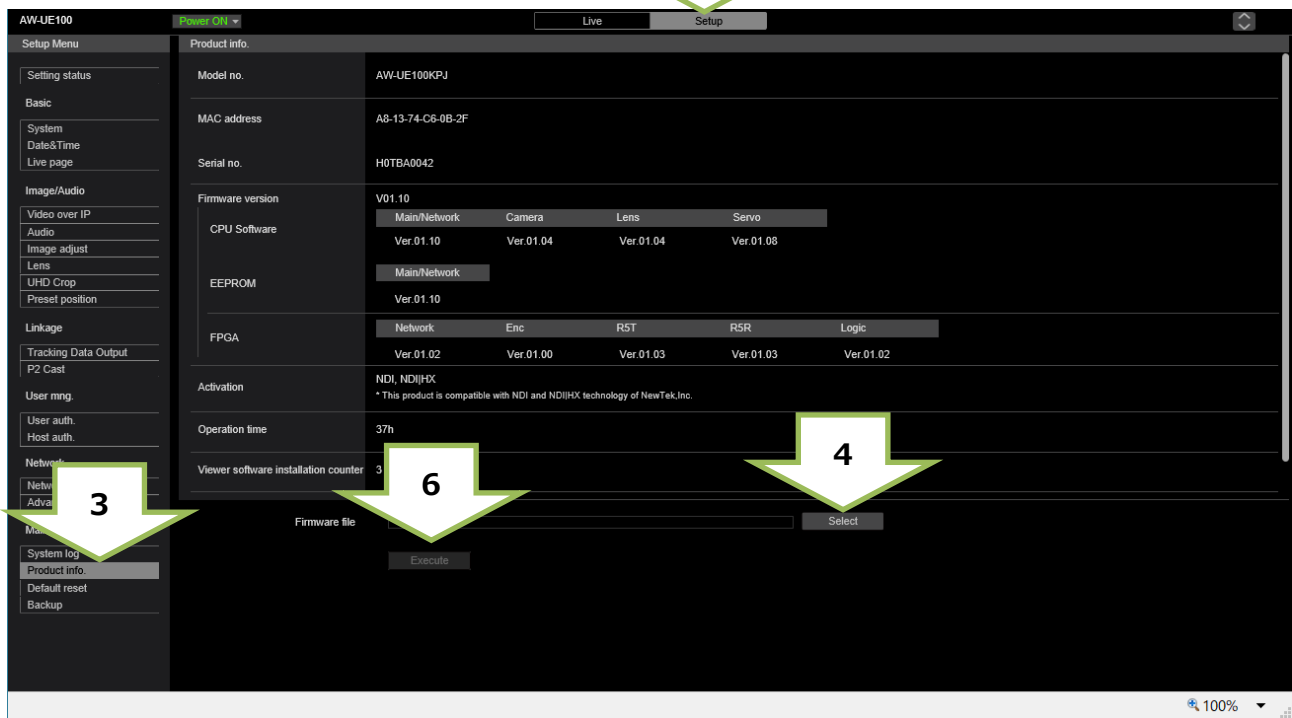 AW-UE100
Power ON
Live
Setup
Setup Menu
Product info.
Setting status
Basic
System
Date&Time
Live page
Image/Audio
Video over IP
Audio
Image adjust
Lens
UHD Crop
Preset position
Linkage
Tracking Data Output
P2 Cast
User mng.
User auth.
Host auth.
System log
Product info.
Default reset
Backup
Model no. AW-UE100KPJ
MAC address A8-13-74-C6-0B-2F
Serial no. H0TBA0042
Firmware version V01.10
CPU Software
Main/Network Camera Lens Servo
Ver.01.10 Ver.01.04 Ver.01.04 Ver.01.08
EEPROM
Main/Network
Ver.01.10
FPGA
Network Enc R5T R5R Logic
Ver.01.02 Ver.01.00 Ver.01.03 Ver.01.03 Ver.01.02
Activation
NDI, NDI|HX
* This product is compatible with NDI and NDI|HX technology of NewTek,Inc.
Operation time 37h
Viewer software installation counter 3
Firmware file Select
Execute
3
6
4
100%